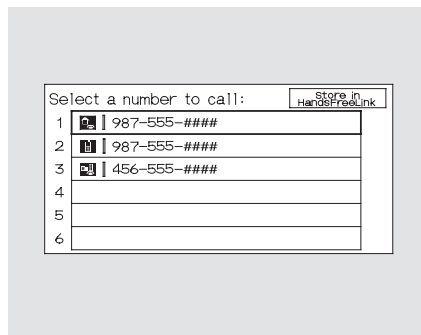 Select a number to call:
Store in
HandsFreeLink
1 987-555-####
2 987-555-####
3 456-555-####
4
5
6